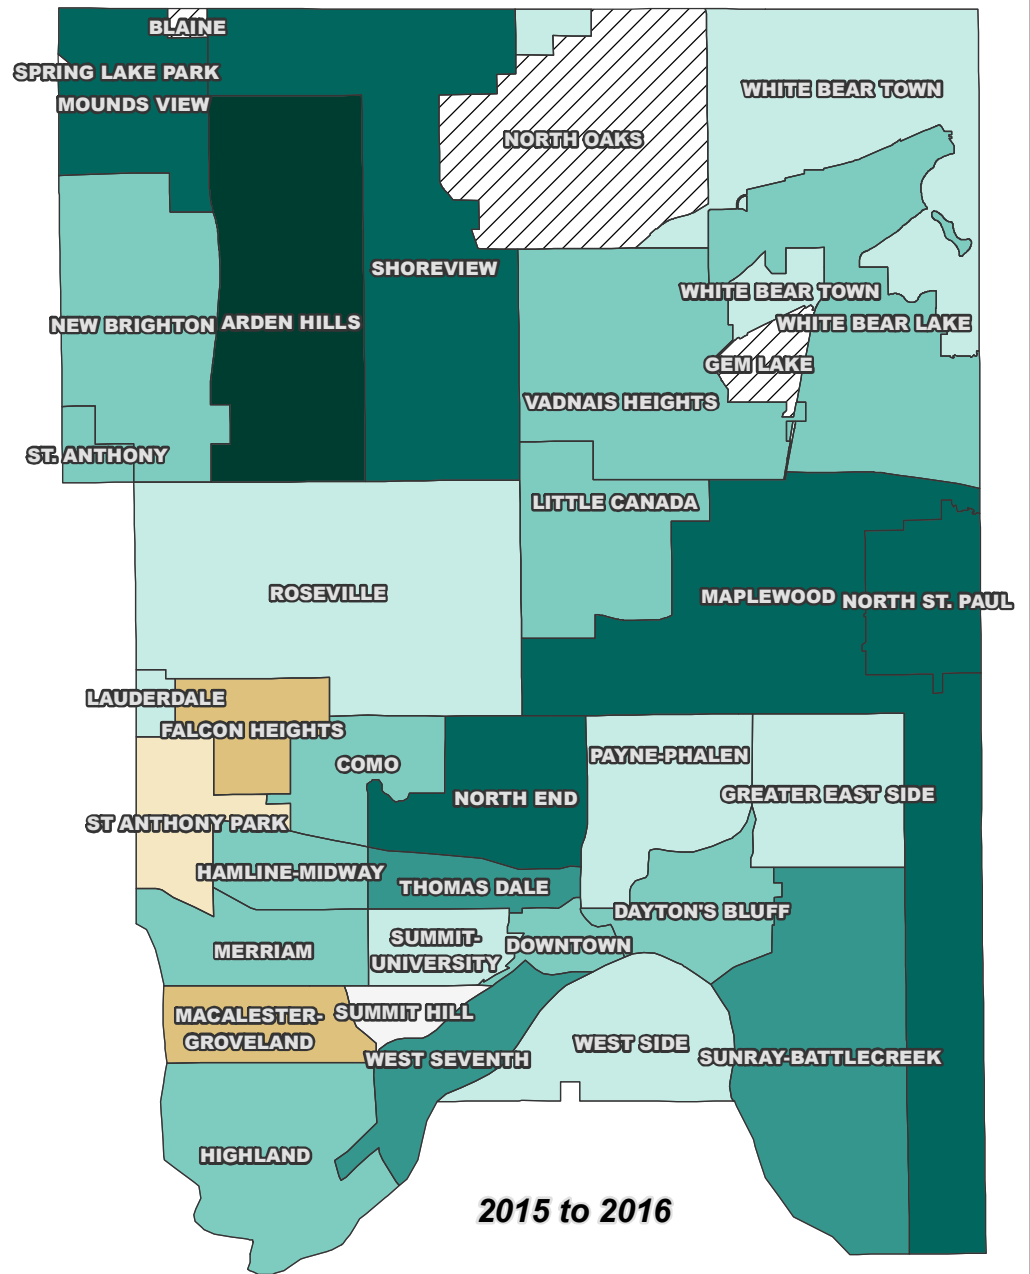 BLAINE
SPRING LAKE PARK
WHITE BEAR TOWN
MOUNDS VIEW
NORTH OAKS
SHOREVIEW
WHITE BEAR TOWN
NEW BRIGHTON
ARDEN HILLS
WHITE BEAR LAKE
GEM LAKE
VADNAIS HEIGHTS
ST. ANTHONY
LITTLE CANADA
ROSEVILLE
MAPLEWOOD
NORTH ST. PAUL
LAUDERDALE
FALCON HEIGHTS
PAYNE-PHALEN
COMO
NORTH END
GREATER EAST SIDE
ST ANTHONY PARK
HAMLINE-MIDWAY
THOMAS DALE
DAYTON'S BLUFF
MERRIAM
SUMMIT-
UNIVERSITY
DOWNTOWN
MACALESTER-
GROVELAND
SUMMIT HILL
WEST SEVENTH
WEST SIDE
SUNRAY-BATTLECREEK
HIGHLAND
2015 to 2016